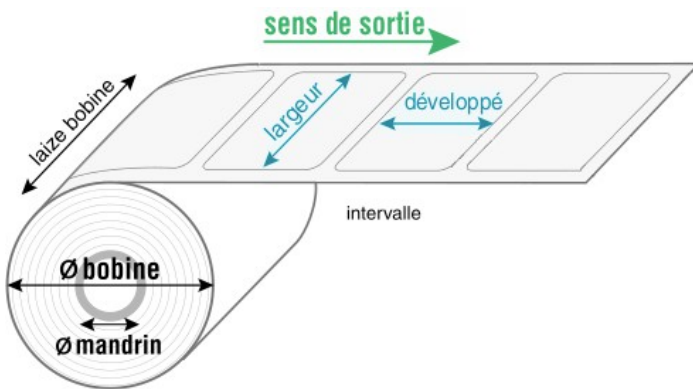 sens de sortie
laize bobine
largeur
développé
intervalle
Ø bobine
Ø mandrin